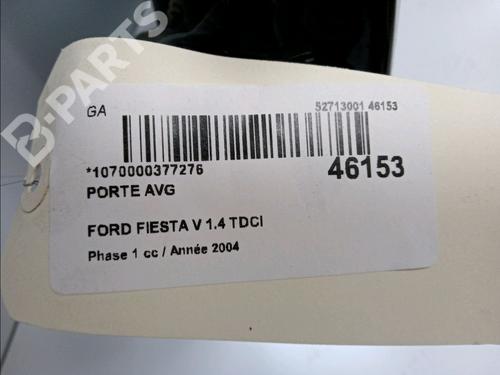 B-PARTS
GA 52713001 46153
*1070000377276 46153
PORTE AVG
FORD FIESTA V 1.4 TDCI
Phase 1 cc / Année 2004